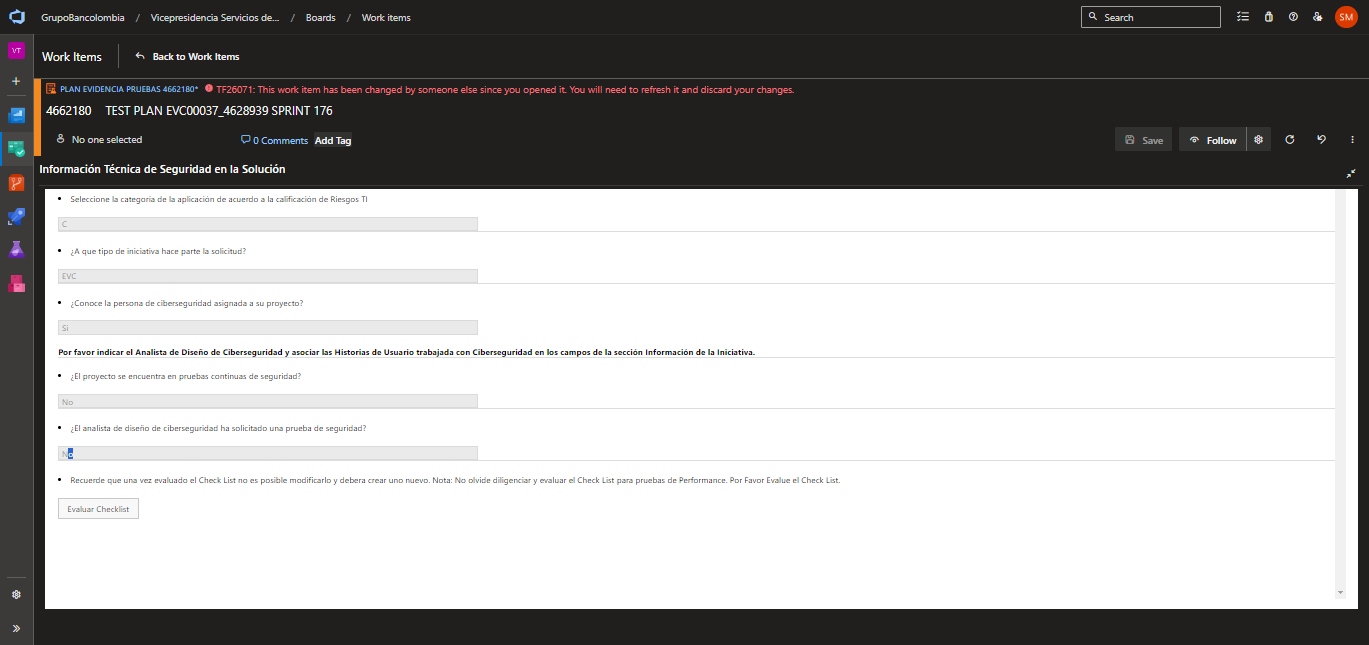 GrupoBancolombia / Vicepresidencia Servicios de... / Boards / Work items
Search
SM
VT
Work Items
Back to Work Items
PLAN EVIDENCIA PRUEBAS 4662180* TF26071: This work item has been changed by someone else since you opened it. You will need to refresh it and discard your changes.
4662180 TEST PLAN EVC00037_4628939 SPRINT 176
No one selected
0 Comments
Add Tag
Save
Follow
Información Técnica de Seguridad en la Solución
• Seleccione la categoría de la aplicación de acuerdo a la calificación de Riesgos TI
C
• ¿A que tipo de iniciativa hace parte la solicitud?
EVC
• ¿Conoce la persona de ciberseguridad asignada a su proyecto?
Si
Por favor indicar el Analista de Diseño de Ciberseguridad y asociar las Historias de Usuario trabajada con Ciberseguridad en los campos de la sección Información de la Iniciativa.
• ¿El proyecto se encuentra en pruebas continuas de seguridad?
No
• ¿El analista de diseño de ciberseguridad ha solicitado una prueba de seguridad?
No
• Recuerde que una vez evaluado el Check List no es posible modificarlo y debera crear uno nuevo. Nota: No olvide diligenciar y evaluar el Check List para pruebas de Performance. Por Favor Evalue el Check List.
Evaluar Checklist